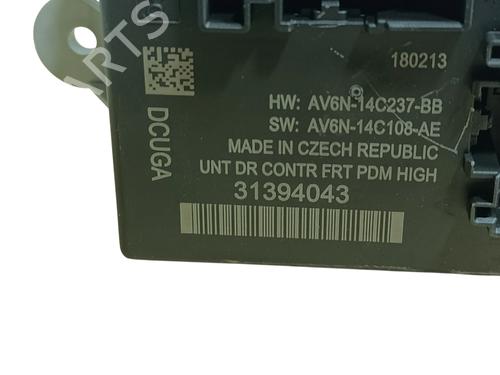 180213
HW: AV6N-14C237-BB
SW: AV6N-14C108-AE
MADE IN CZECH REPUBLIC
UNT DR CONTR FRT PDM HIGH
31394043
DCUGA
PARTS